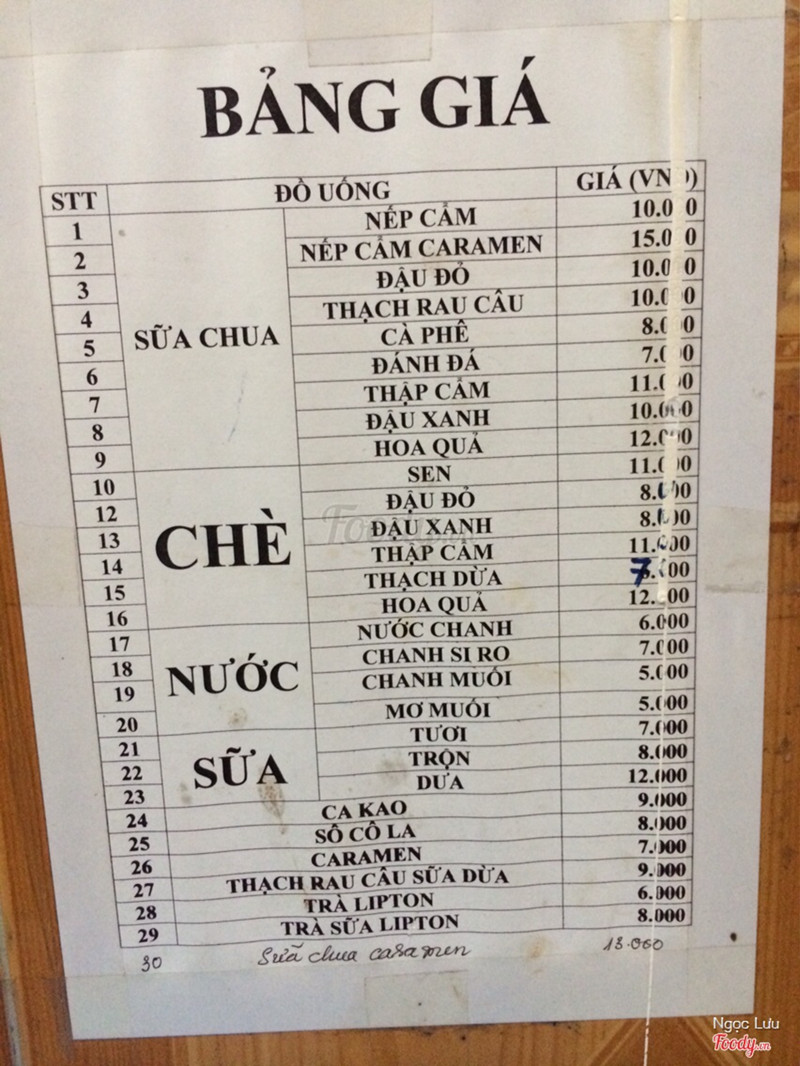 BẢNG GIÁ
STT ĐỒ UỐNG GIÁ (VNĐ)
SỮA CHUA
1 NẾP CẨM 10.000
2 NẾP CẨM CARAMEN 15.000
3 ĐẬU ĐỎ 10.000
4 THẠCH RAU CÂU 10.000
5 CÀ PHÊ 8.000
6 ĐÁNH ĐÁ 7.000
7 THẬP CẨM 11.000
8 ĐẬU XANH 10.000
9 HOA QUẢ 12.000
CHÈ
10 SEN 11.000
12 ĐẬU ĐỎ 8.000
13 ĐẬU XANH 8.000
14 THẬP CẨM 11.000
15 THẠCH DỪA 7.000
16 HOA QUẢ 12.000
NƯỚC
17 NƯỚC CHANH 6.000
18 CHANH SI RO 7.000
19 CHANH MUỐI 5.000
20 MƠ MUỐI 5.000
SỮA
21 TƯƠI 7.000
22 TRỘN 8.000
23 DƯA 12.000
24 CA KAO 9.000
25 SÔ CÔ LA 8.000
26 CARAMEN 7.000
27 THẠCH RAU CÂU SỮA DỪA 9.000
28 TRÀ LIPTON 6.000
29 TRÀ SỮA LIPTON 8.000
30 Sữa chua caramen 13.000
Ngọc Lưu
Foody.vn